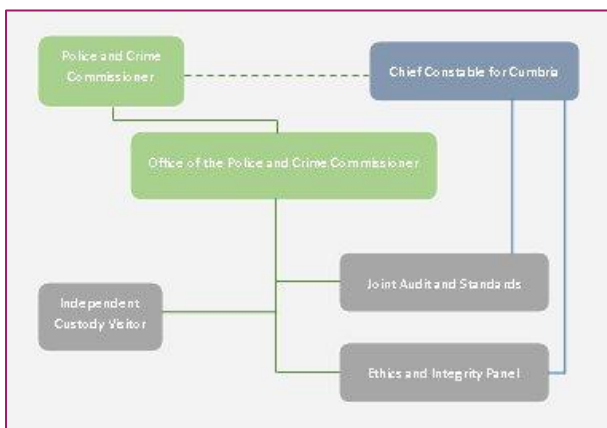 Police and Crime
Commissioner
Chief Constable for Cumbria
Office of the Police and Crime Commissioner
Joint Audit and Standards
Independent
Custody Visitor
Ethics and Integrity Panel